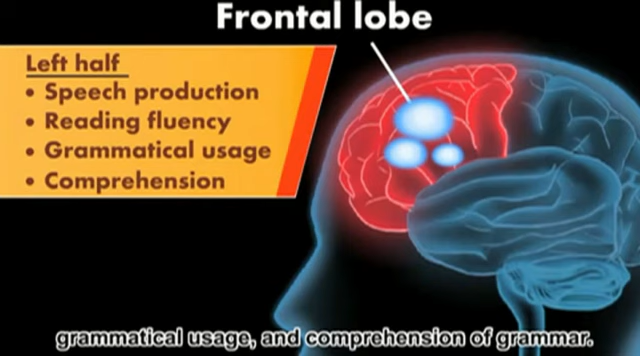 Frontal lobe
Left half
• Speech production
• Reading fluency
• Grammatical usage
• Comprehension
grammatical usage, and comprehension of grammar.